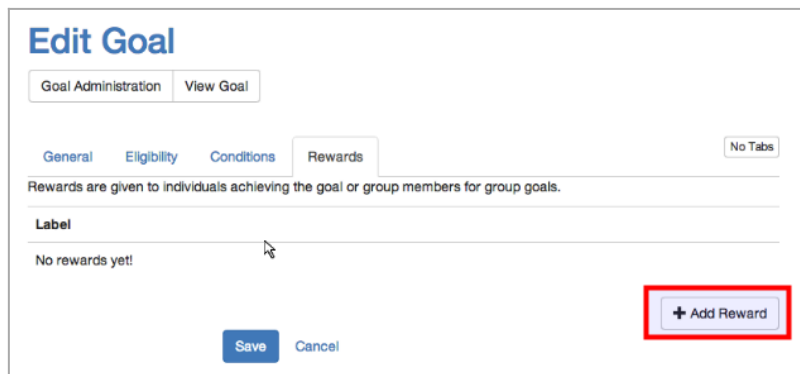 Edit Goal
Goal Administration View Goal
General Eligibility Conditions Rewards No Tabs
Rewards are given to individuals achieving the goal or group members for group goals.
Label
No rewards yet!
+ Add Reward
Save Cancel